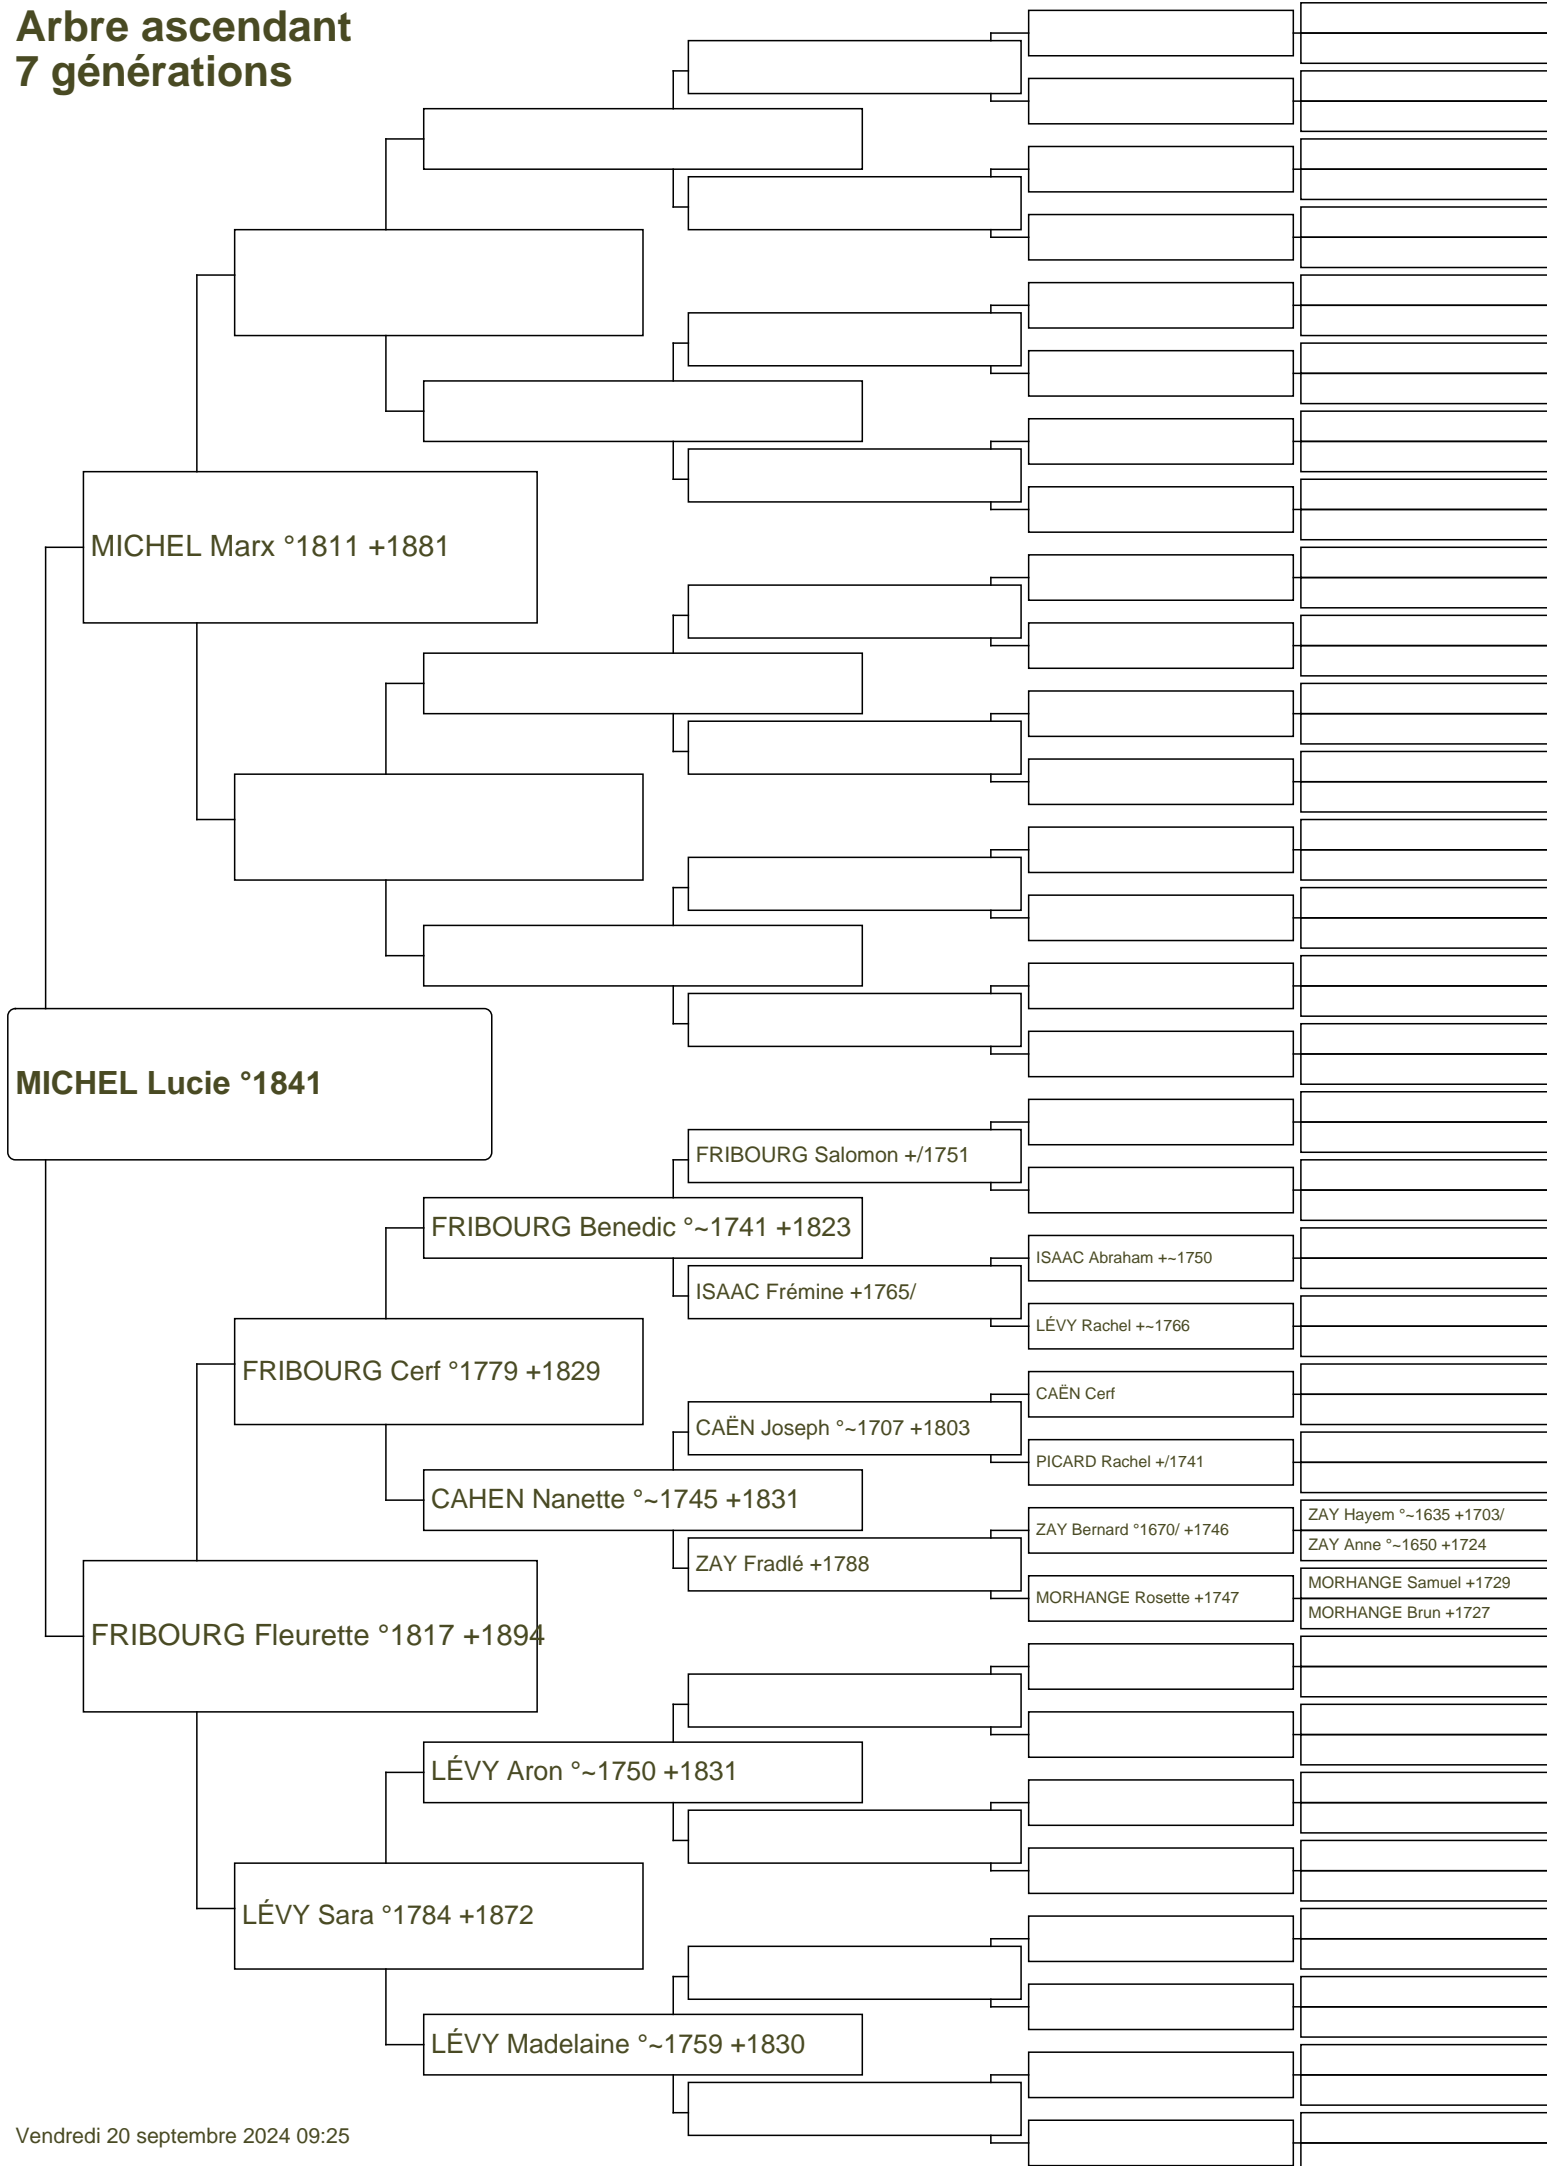 Arbre ascendant
7 générations
MICHEL Marx °1811 +1881
MICHEL Lucie °1841
FRIBOURG Salomon +/1751
FRIBOURG Benedic °~1741 +1823
ISAAC Abraham +~1750
ISAAC Frémine +1765/
LÉVY Rachel +~1766
FRIBOURG Cerf °1779 +1829
CAËN Cerf
CAËN Joseph °~1707 +1803
PICARD Rachel +/1741
CAHEN Nanette °~1745 +1831
ZAY Hayem °~1635 +1703/
ZAY Bernard °1670/ +1746
ZAY Anne °~1650 +1724
ZAY Fradlé +1788
MORHANGE Samuel +1729
MORHANGE Rosette +1747
MORHANGE Brun +1727
FRIBOURG Fleurette °1817 +1894
LÉVY Aron °~1750 +1831
LÉVY Sara °1784 +1872
LÉVY Madelaine °~1759 +1830
Vendredi 20 septembre 2024 09:25